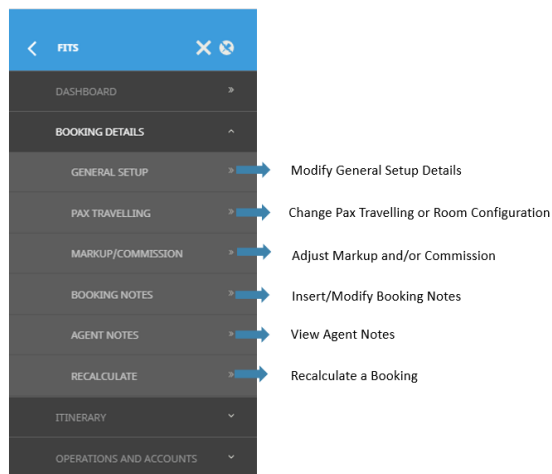 FITS
DASHBOARD
BOOKING DETAILS
GENERAL SETUP Modify General Setup Details
PAX TRAVELLING Change Pax Travelling or Room Configuration
MARKUP/COMMISSION Adjust Markup and/or Commission
BOOKING NOTES Insert/Modify Booking Notes
AGENT NOTES View Agent Notes
RECALCULATE Recalculate a Booking
ITINERARY
OPERATIONS AND ACCOUNTS